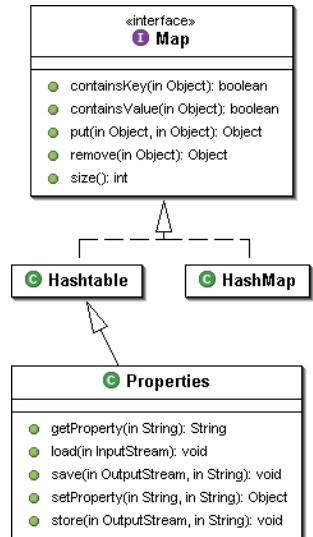 «interface»
I Map
containsKey(in Object): boolean
containsValue(in Object): boolean
put(in Object, in Object): Object
remove(in Object): Object
size(): int
C Hashtable
C HashMap
C Properties
getProperty(in String): String
load(in InputStream): void
save(in OutputStream, in String): void
setProperty(in String, in String): Object
store(in OutputStream, in String): void